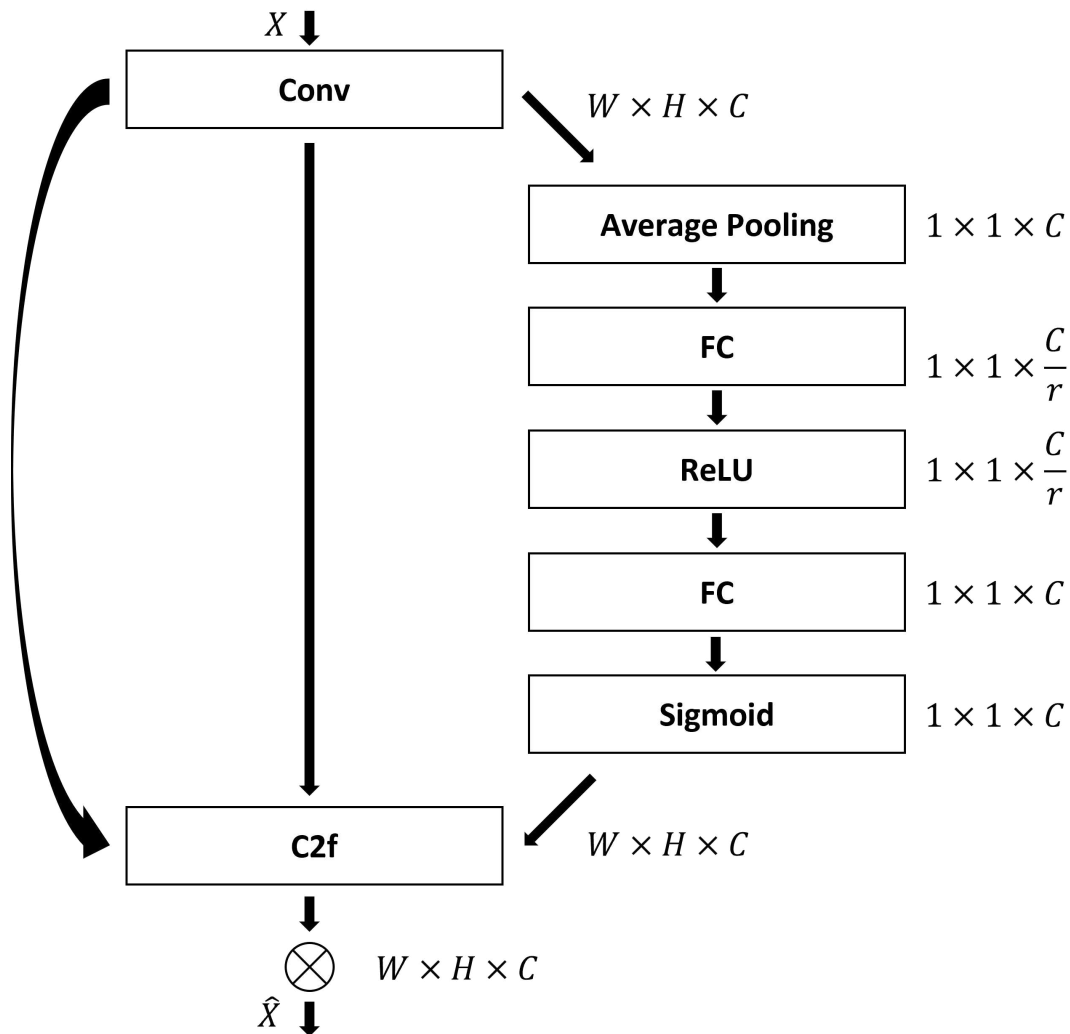 X
Conv
W × H × C
Average Pooling
1 × 1 × C
FC
1 × 1 × C/r
ReLU
1 × 1 × C/r
FC
1 × 1 × C
Sigmoid
1 × 1 × C
C2f
W × H × C
W × H × C
X̂